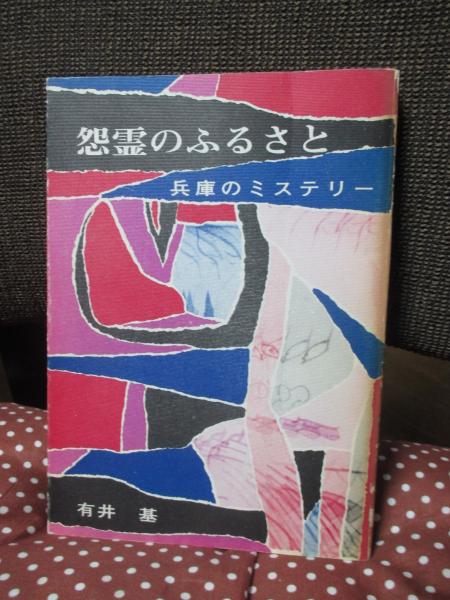 怨霊のふるさと
兵庫のミステリー
有井 基